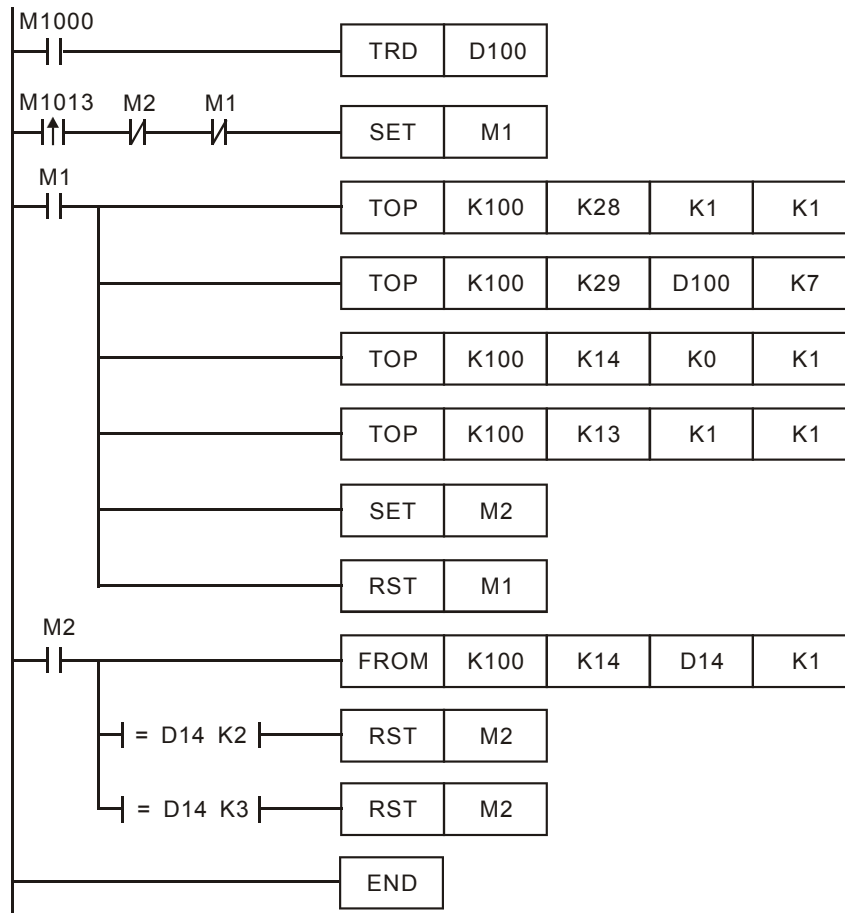 M1000
TRD D100
M1013 M2 M1
SET M1
M1
TOP K100 K28 K1 K1
TOP K100 K29 D100 K7
TOP K100 K14 K0 K1
TOP K100 K13 K1 K1
SET M2
RST M1
M2
FROM K100 K14 D14 K1
= D14 K2 RST M2
= D14 K3 RST M2
END